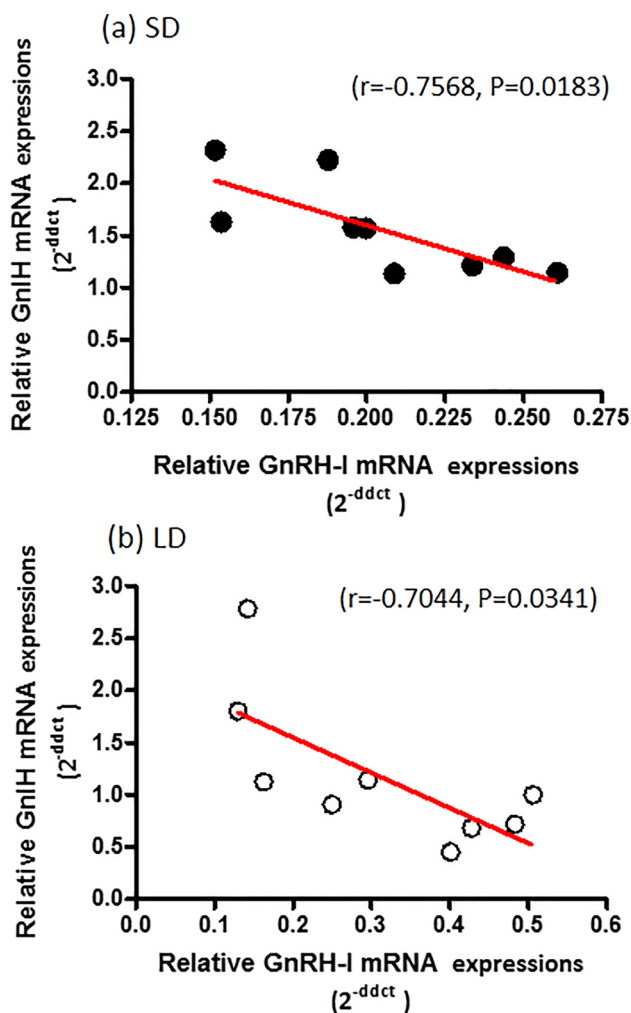 (a) SD
(r=-0.7568, P=0.0183)
Relative GnIH mRNA expressions
(2-ddct)
3.0
2.5
2.0
1.5
1.0
0.5
0.0
0.125 0.150 0.175 0.200 0.225 0.250 0.275
Relative GnRH-I mRNA expressions
(2-ddct )
(b) LD
(r=-0.7044, P=0.0341)
Relative GnIH mRNA expressions
(2-ddct)
3.0
2.5
2.0
1.5
1.0
0.5
0.0
0.0 0.1 0.2 0.3 0.4 0.5 0.6
Relative GnRH-I mRNA expressions
(2-ddct )